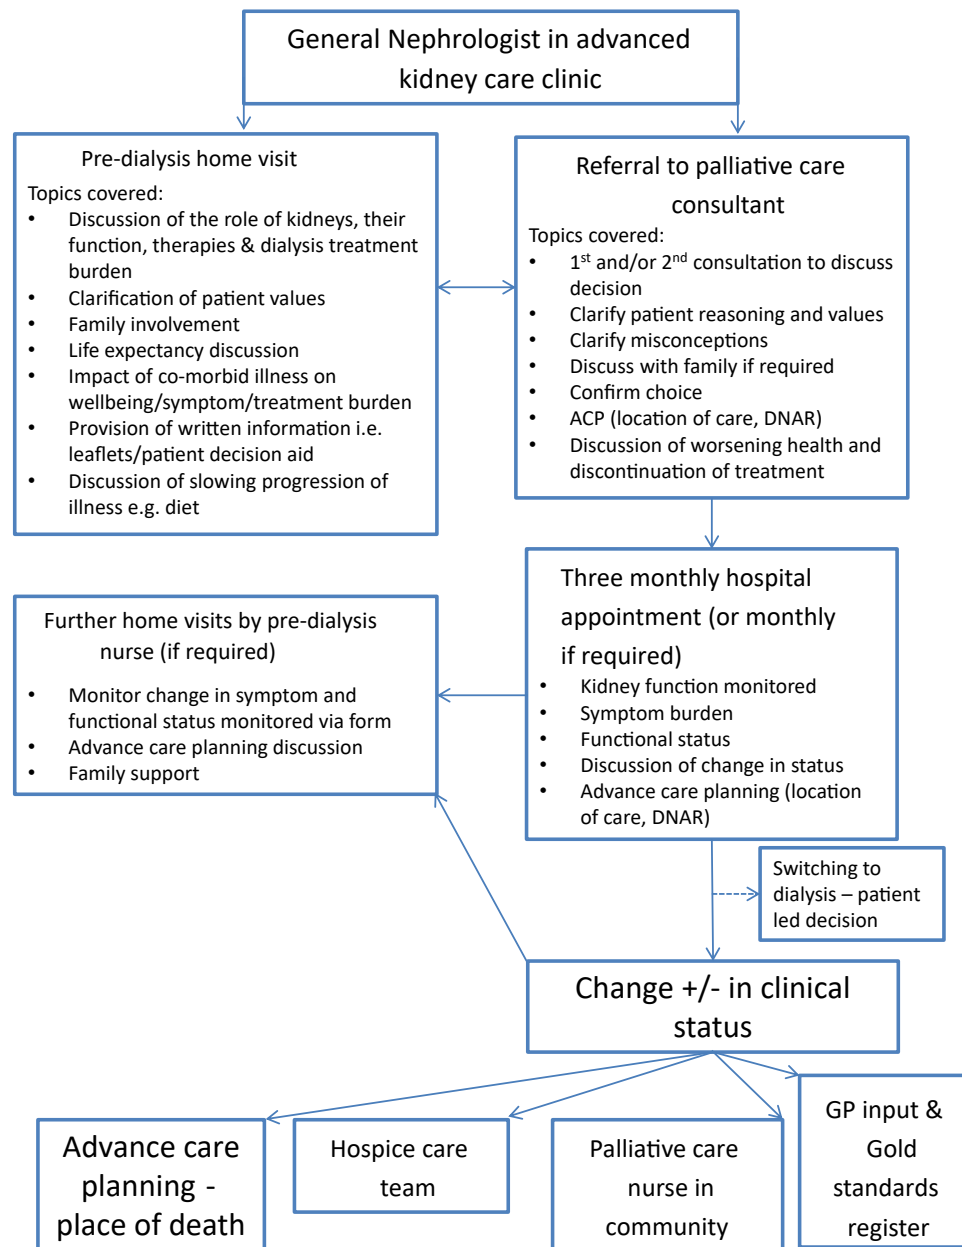 General Nephrologist in advanced
kidney care clinic
Pre-dialysis home visit
Topics covered:
• Discussion of the role of kidneys, their
function, therapies & dialysis treatment
burden
• Clarification of patient values
• Family involvement
• Life expectancy discussion
• Impact of co-morbid illness on
wellbeing/symptom/treatment burden
• Provision of written information i.e.
leaflets/patient decision aid
• Discussion of slowing progression of
illness e.g. diet
Referral to palliative care
consultant
Topics covered:
• 1st and/or 2nd consultation to discuss
decision
• Clarify patient reasoning and values
• Clarify misconceptions
• Discuss with family if required
• Confirm choice
• ACP (location of care, DNAR)
• Discussion of worsening health and
discontinuation of treatment
Three monthly hospital
appointment (or monthly
if required)
• Kidney function monitored
• Symptom burden
• Functional status
• Discussion of change in status
• Advance care planning (location
of care, DNAR)
Further home visits by pre-dialysis
nurse (if required)
• Monitor change in symptom and
functional status monitored via form
• Advance care planning discussion
• Family support
Switching to
dialysis – patient
led decision
Change +/- in clinical
status
Advance care
planning -
place of death
Hospice care
team
Palliative care
nurse in
community
GP input &
Gold
standards
register